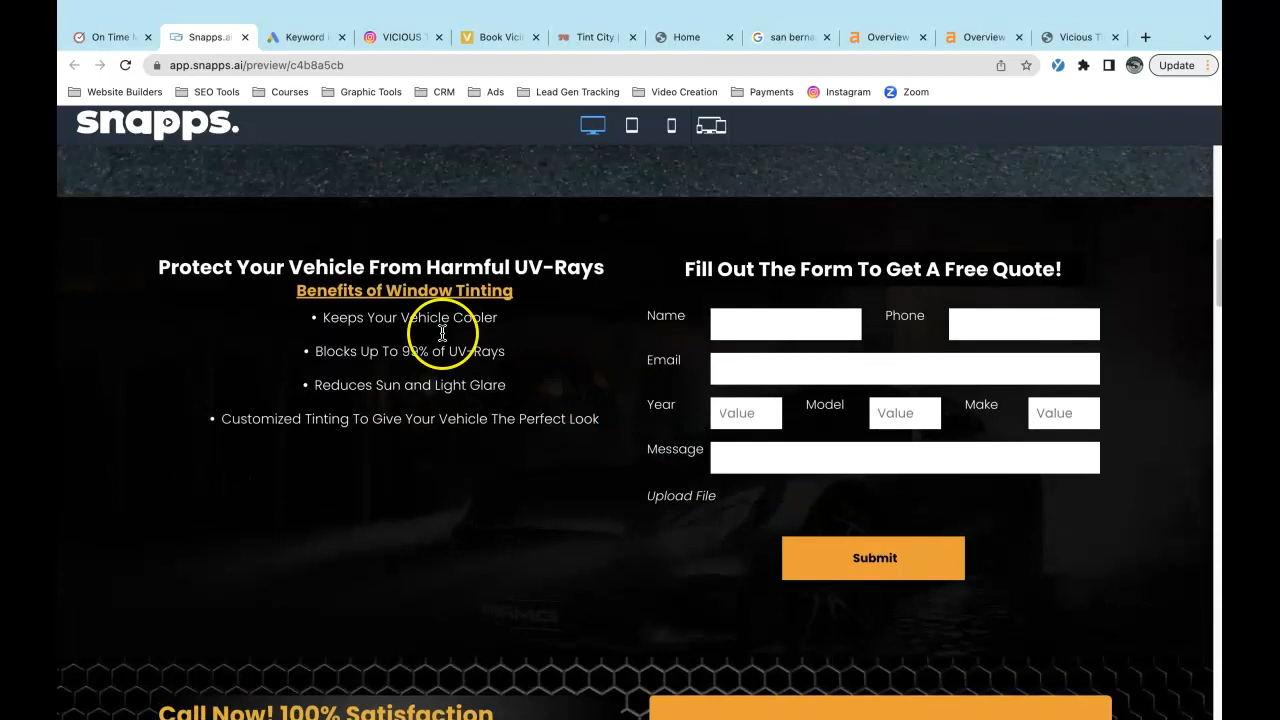 On Time
Snapps.ai
Keyword
VICIOUS
Book Vici
Tint City
Home
san berna
Overview
Overview
Vicious Ti
app.snapps.ai/preview/c4b8a5cb
Update
Website Builders
SEO Tools
Courses
Graphic Tools
CRM
Ads
Lead Gen Tracking
Video Creation
Payments
Instagram
Zoom
snapps.
Protect Your Vehicle From Harmful UV-Rays
Benefits of Window Tinting
• Keeps Your Vehicle Cooler
• Blocks Up To 99% of UV-Rays
• Reduces Sun and Light Glare
• Customized Tinting To Give Your Vehicle The Perfect Look
Fill Out The Form To Get A Free Quote!
Name
Phone
Email
Year
Value
Model
Value
Make
Value
Message
Upload File
Submit
AMG
Call Now! 100% Satisfaction